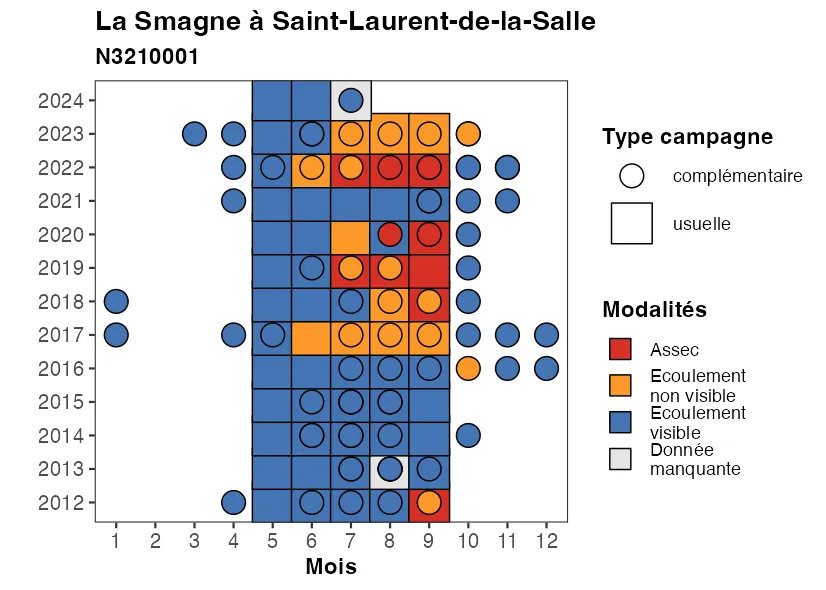 La Smagne à Saint-Laurent-de-la-Salle
N3210001
2024
2023
2022
2021
2020
2019
2018
2017
2016
2015
2014
2013
2012
1 2 3 4 5 6 7 8 9 10 11 12
Mois
Type campagne
complémentaire
usuelle
Modalités
Assec
Ecoulement
non visible
Ecoulement
visible
Donnée
manquante